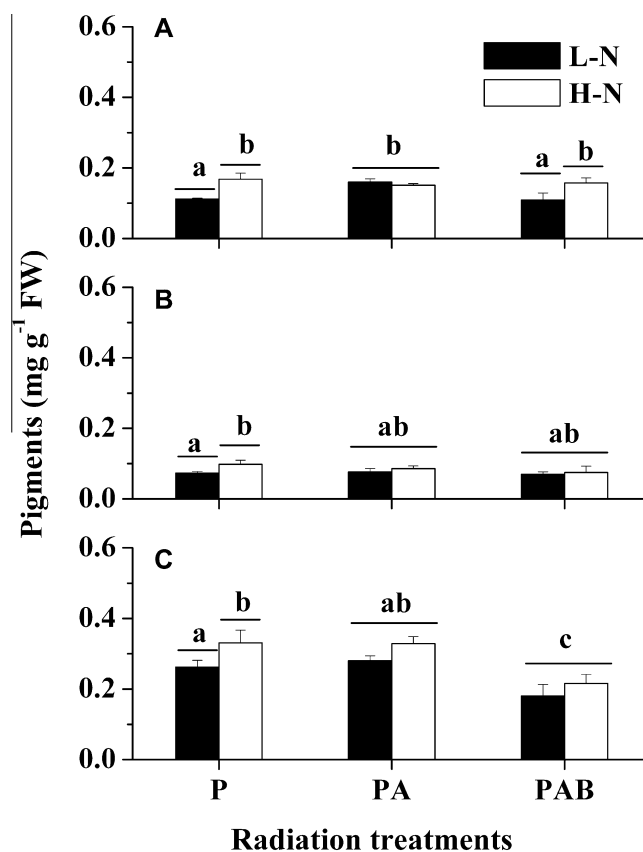 A
L-N
H-N
0.6
0.4
0.2
0.0
a
b
b
a
b
B
0.6
0.4
0.2
0.0
a
b
ab
ab
C
0.6
0.4
0.2
0.0
a
b
ab
c
P
PA
PAB
Radiation treatments
Pigments (mg g⁻¹ FW)